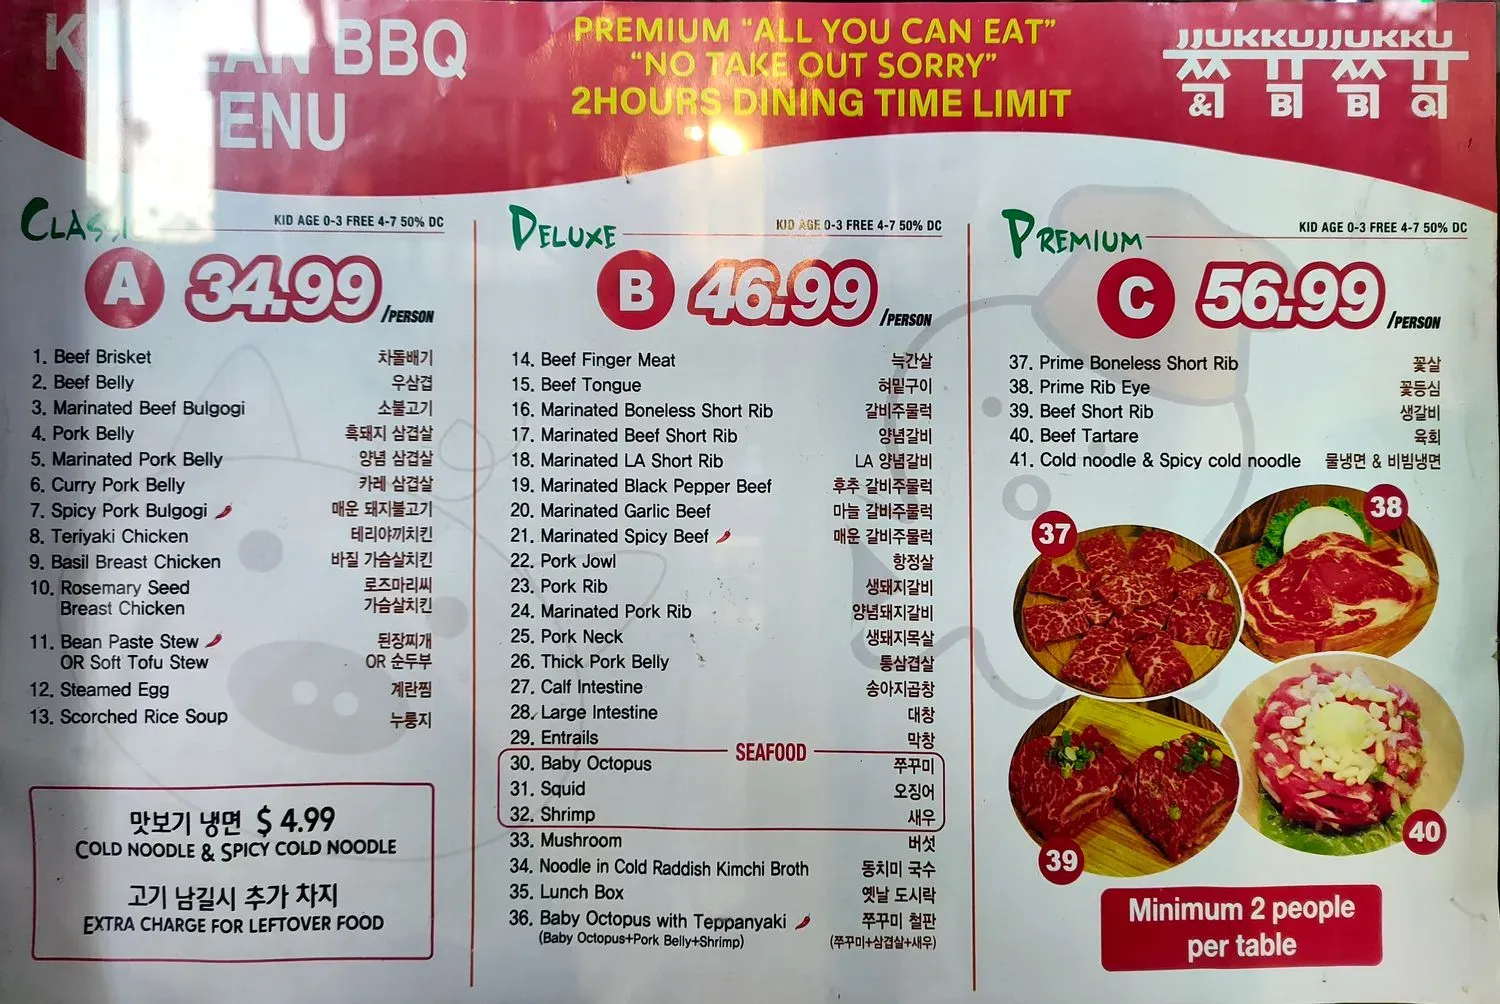 BBQ
ENU
PREMIUM “ALL YOU CAN EAT”
“NO TAKE OUT SORRY”
2HOURS DINING TIME LIMIT
JJUKKUJJUKKU
쭈꾸쭈꾸
& B B Q
CLASSIC
KID AGE 0-3 FREE 4-7 50% DC
A 34.99 /PERSON
1. Beef Brisket 차돌배기
2. Beef Belly 우삼겹
3. Marinated Beef Bulgogi 소불고기
4. Pork Belly 흑돼지 삼겹살
5. Marinated Pork Belly 양념 삼겹살
6. Curry Pork Belly 카레 삼겹살
7. Spicy Pork Bulgogi 매운 돼지불고기
8. Teriyaki Chicken 테리야끼치킨
9. Basil Breast Chicken 바질 가슴살치킨
10. Rosemary Seed 로즈마리씨
Breast Chicken 가슴살치킨
11. Bean Paste Stew 된장찌개
OR Soft Tofu Stew OR 순두부
12. Steamed Egg 계란찜
13. Scorched Rice Soup 누룽지
맛보기 냉면 $ 4.99
COLD NOODLE & SPICY COLD NOODLE
고기 남길시 추가 차지
EXTRA CHARGE FOR LEFTOVER FOOD
DELUXE
KID AGE 0-3 FREE 4-7 50% DC
B 46.99 /PERSON
14. Beef Finger Meat 늑간살
15. Beef Tongue 혀밑구이
16. Marinated Boneless Short Rib 갈비주물럭
17. Marinated Beef Short Rib 양념갈비
18. Marinated LA Short Rib LA 양념갈비
19. Marinated Black Pepper Beef 후추 갈비주물럭
20. Marinated Garlic Beef 마늘 갈비주물럭
21. Marinated Spicy Beef 매운 갈비주물럭
22. Pork Jowl 항정살
23. Pork Rib 생돼지갈비
24. Marinated Pork Rib 양념돼지갈비
25. Pork Neck 생돼지목살
26. Thick Pork Belly 통삼겹살
27. Calf Intestine 송아지곱창
28. Large Intestine 대창
29. Entrails 막창
SEAFOOD
30. Baby Octopus 쭈꾸미
31. Squid 오징어
32. Shrimp 새우
33. Mushroom 버섯
34. Noodle in Cold Raddish Kimchi Broth 동치미 국수
35. Lunch Box 옛날 도시락
36. Baby Octopus with Teppanyaki 쭈꾸미 철판
(Baby Octopus+Pork Belly+Shrimp) (쭈꾸미+삼겹살+새우)
PREMIUM
KID AGE 0-3 FREE 4-7 50% DC
C 56.99 /PERSON
37. Prime Boneless Short Rib 꽃살
38. Prime Rib Eye 꽃등심
39. Beef Short Rib 생갈비
40. Beef Tartare 육회
41. Cold noodle & Spicy cold noodle 물냉면 & 비빔냉면
37
38
39
40
Minimum 2 people
per table